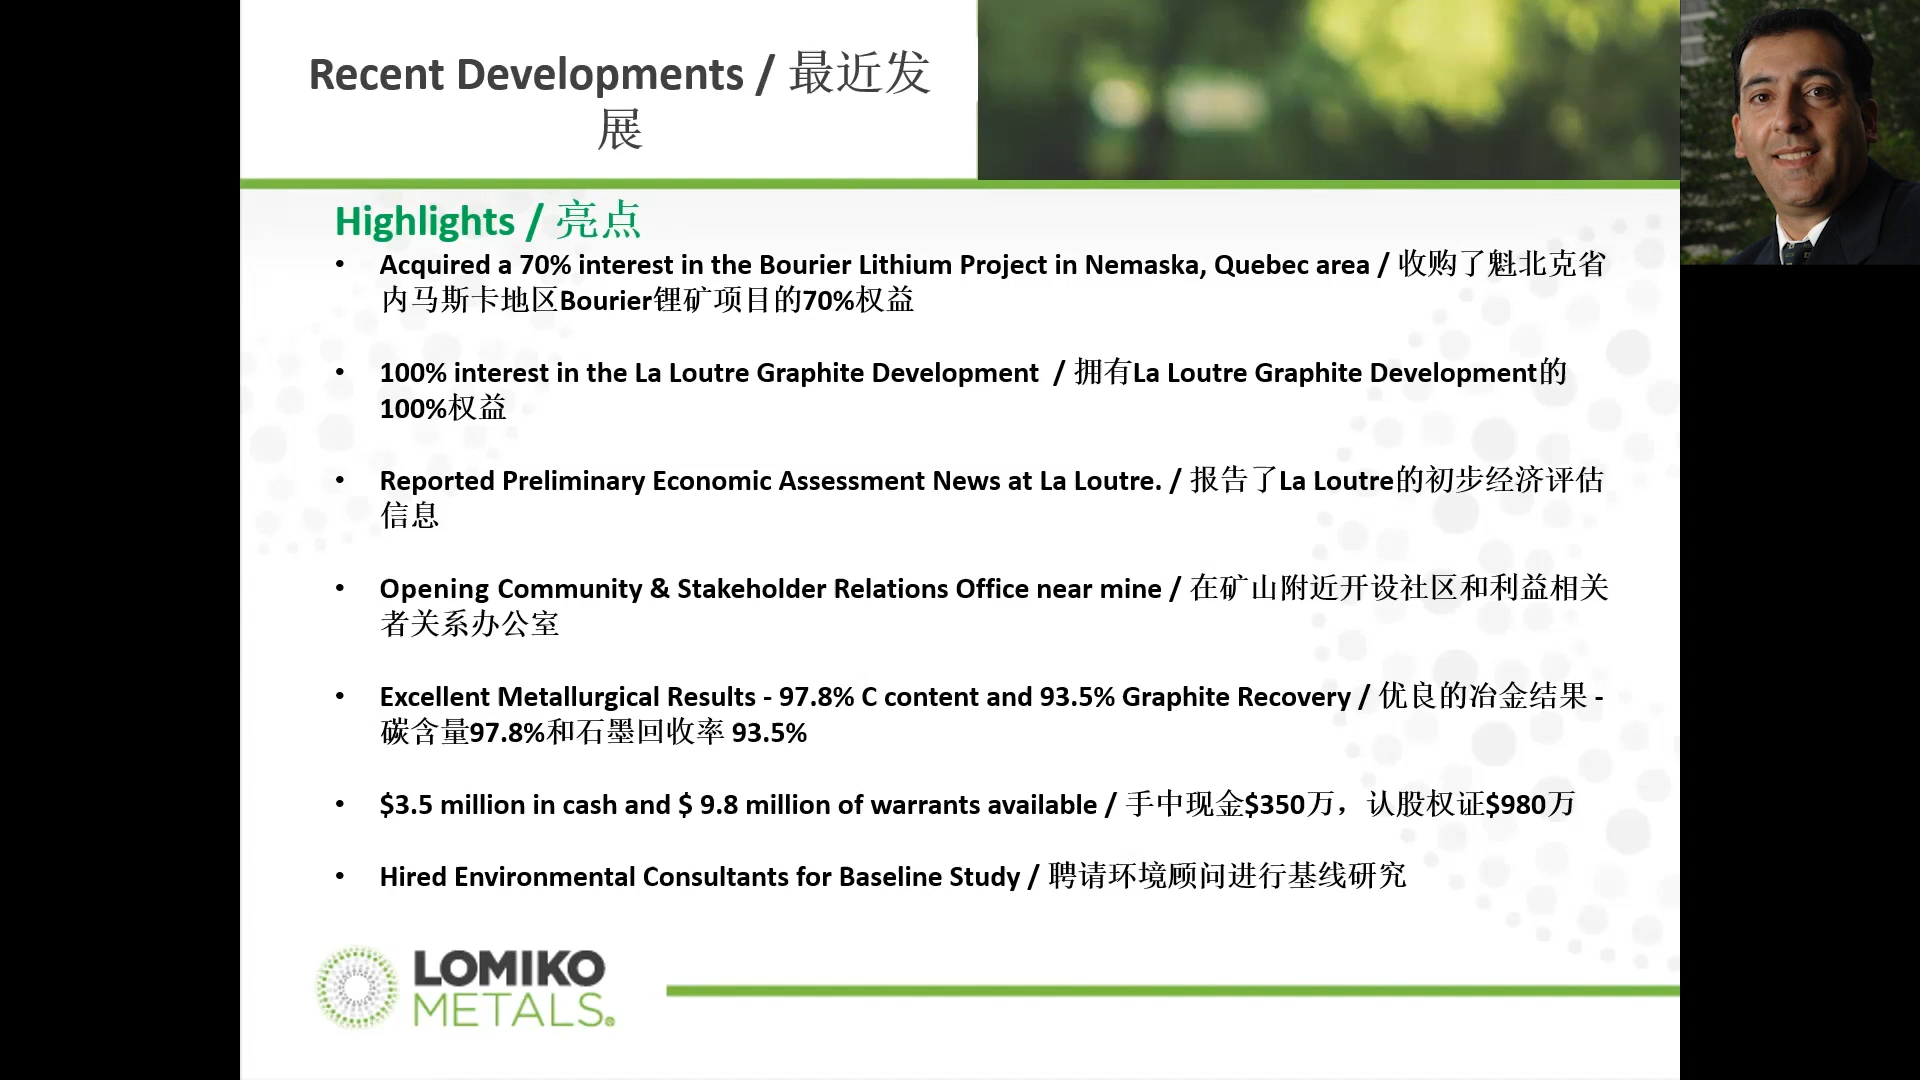 Recent Developments / 最近发
展
Highlights / 亮点
• Acquired a 70% interest in the Bourier Lithium Project in Nemaska, Quebec area / 收购了魁北克省
内马斯卡地区Bourier锂矿项目的70%权益
• 100% interest in the La Loutre Graphite Development / 拥有La Loutre Graphite Development的
100%权益
• Reported Preliminary Economic Assessment News at La Loutre. / 报告了La Loutre的初步经济评估
信息
• Opening Community & Stakeholder Relations Office near mine / 在矿山附近开设社区和利益相关
者关系办公室
• Excellent Metallurgical Results - 97.8% C content and 93.5% Graphite Recovery / 优良的冶金结果 -
碳含量97.8%和石墨回收率 93.5%
• $3.5 million in cash and $ 9.8 million of warrants available / 手中现金$350万，认股权证$980万
• Hired Environmental Consultants for Baseline Study / 聘请环境顾问进行基线研究
LOMIKO
METALS